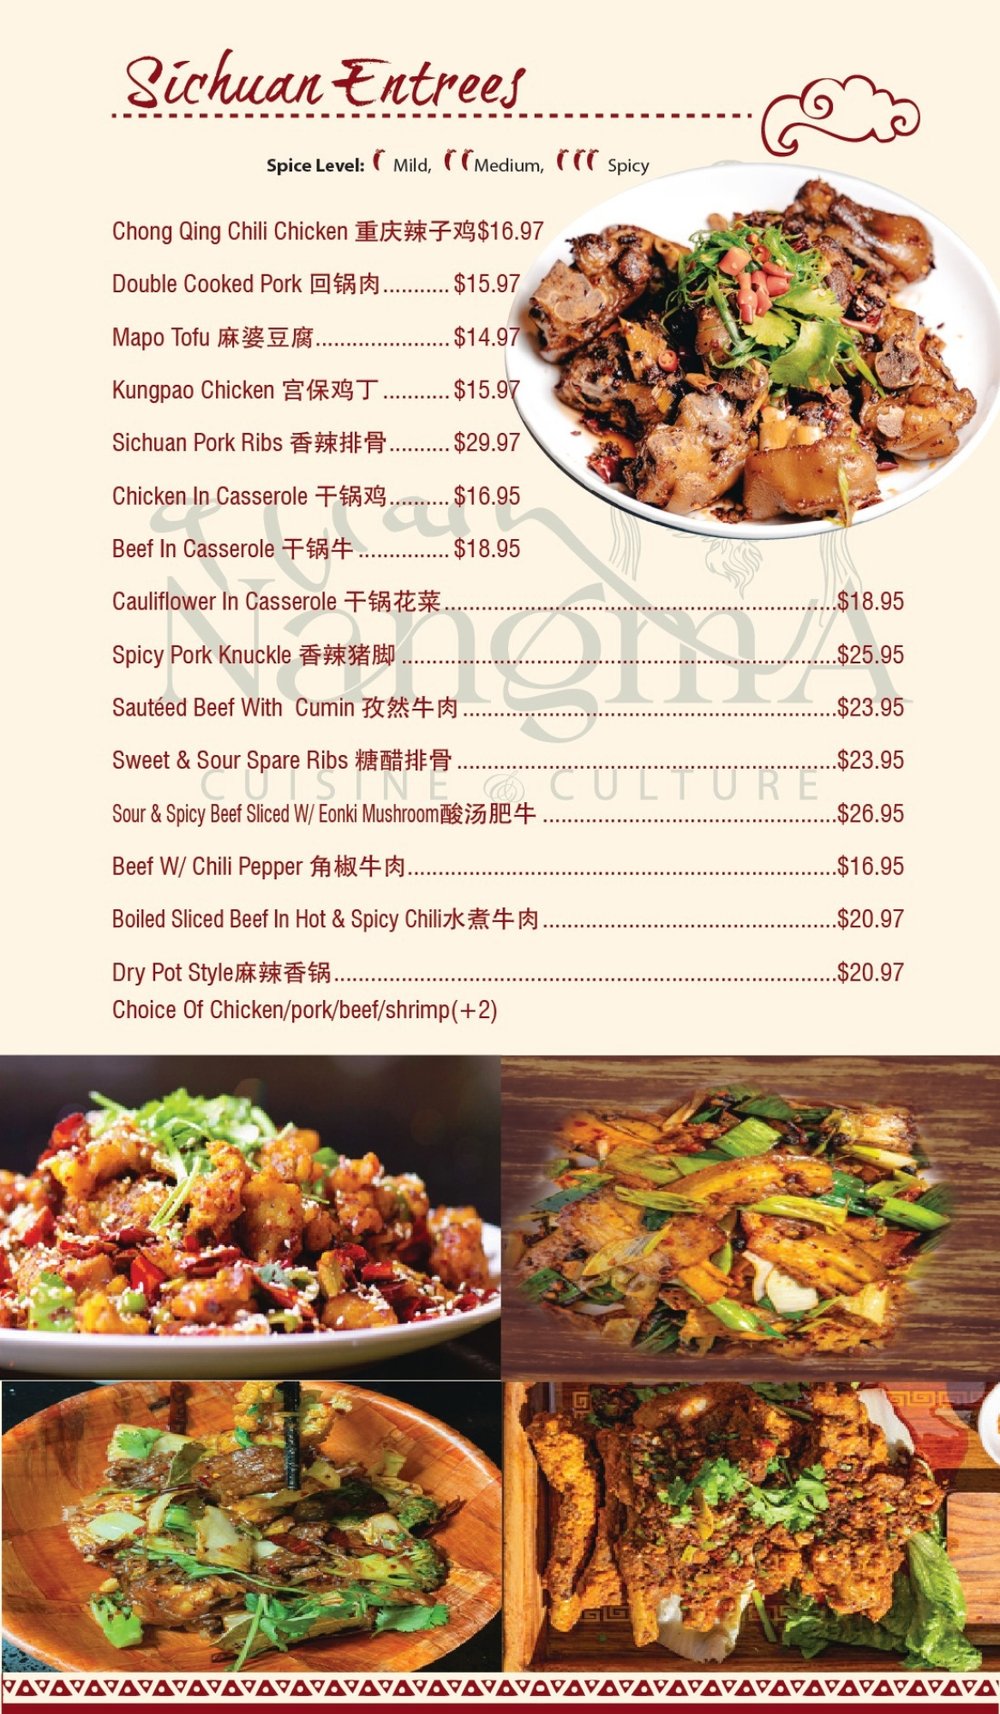 Sichuan Entrees
Spice Level: Mild, Medium, Spicy
Chong Qing Chili Chicken 重庆辣子鸡$16.97
Double Cooked Pork 回锅肉........... $15.97
Mapo Tofu 麻婆豆腐...................... $14.97
Kungpao Chicken 宫保鸡丁........... $15.97
Sichuan Pork Ribs 香辣排骨.......... $29.97
Chicken In Casserole 干锅鸡.......... $16.95
Beef In Casserole 干锅牛............... $18.95
Cauliflower In Casserole 干锅花菜................................................................$18.95
Spicy Pork Knuckle 香辣猪脚.......................................................................$25.95
Sautéed Beef With Cumin 孜然牛肉.............................................................$23.95
Sweet & Sour Spare Ribs 糖醋排骨..............................................................$23.95
Sour & Spicy Beef Sliced W/ Eonki Mushroom酸汤肥牛................................................$26.95
Beef W/ Chili Pepper 角椒牛肉......................................................................$16.95
Boiled Sliced Beef In Hot & Spicy Chili水煮牛肉................................................$20.97
Dry Pot Style麻辣香锅..................................................................................$20.97
Choice Of Chicken/pork/beef/shrimp(+2)
NangmA
CUISINE & CULTURE